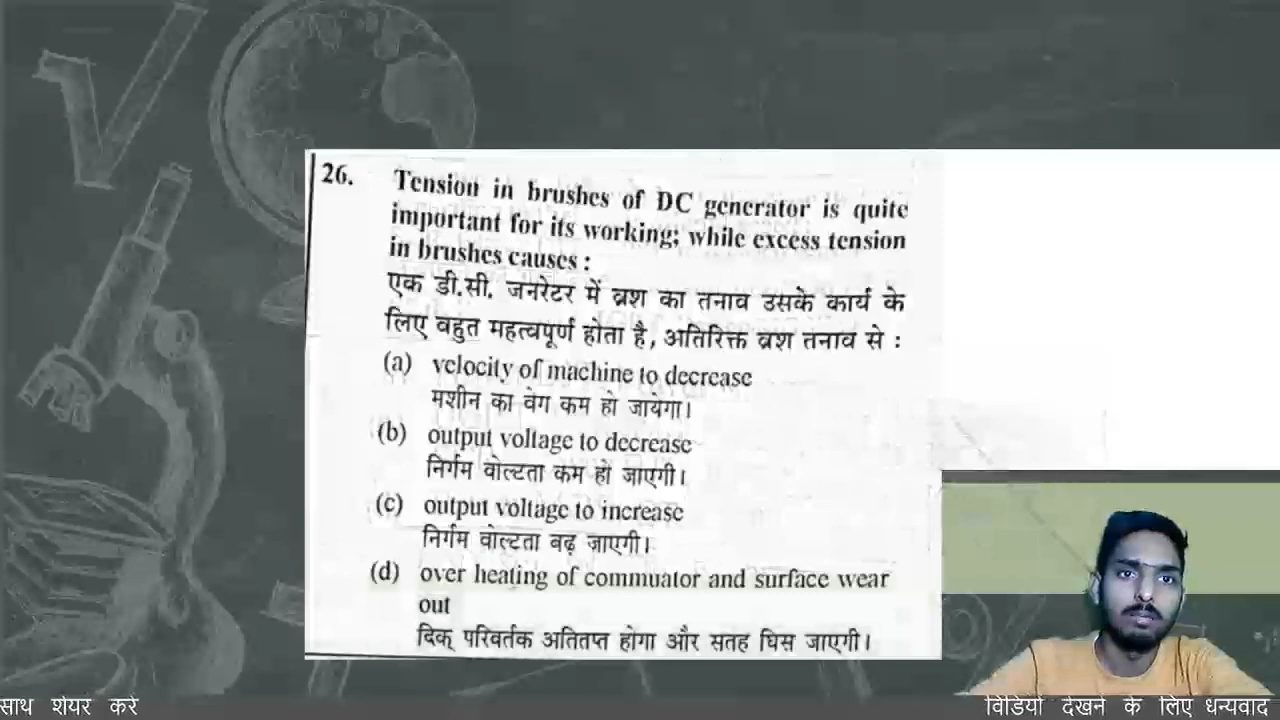 26. Tension in brushes of DC generator is quite
important for its working; while excess tension
in brushes causes :
एक डी.सी. जनरेटर में ब्रश का तनाव उसके कार्य के
लिए बहुत महत्वपूर्ण होता है, अतिरिक्त ब्रश तनाव से :
(a) velocity of machine to decrease
मशीन का वेग कम हो जायेगा।
(b) output voltage to decrease
निर्गम वोल्टता कम हो जाएगी।
(c) output voltage to increase
निर्गम वोल्टता बढ़ जाएगी।
(d) over heating of commuator and surface wear
out
दिक् परिवर्तक अतितप्त होगा और सतह घिस जाएगी।
साथ शेयर करे
विडियो देखने के लिए धन्यवाद